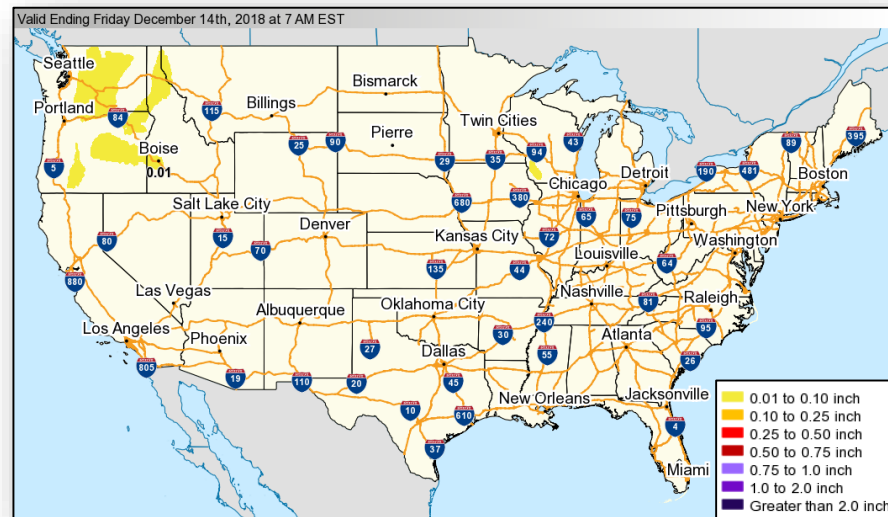 Valid Ending Friday December 14th, 2018 at 7 AM EST
Seattle
Portland
84
115
Billings
Bismarck
Twin Cities
Boise
0.01
5
25
90
Pierre
29
35
94
43
Detroit
190
481
89
395
Boston
Salt Lake City
680
380
Chicago
65
75
Pittsburgh
New York
80
15
70
Denver
Kansas City
72
Louisville
Washington
880
135
44
64
Las Vegas
Albuquerque
Oklahoma City
Nashville
81
Raleigh
Los Angeles
Phoenix
27
30
240
Atlanta
95
805
19
110
20
Dallas
55
26
45
New Orleans
Jacksonville
10
610
37
4
Miami
0.01 to 0.10 inch
0.10 to 0.25 inch
0.25 to 0.50 inch
0.50 to 0.75 inch
0.75 to 1.0 inch
1.0 to 2.0 inch
Greater than 2.0 inch